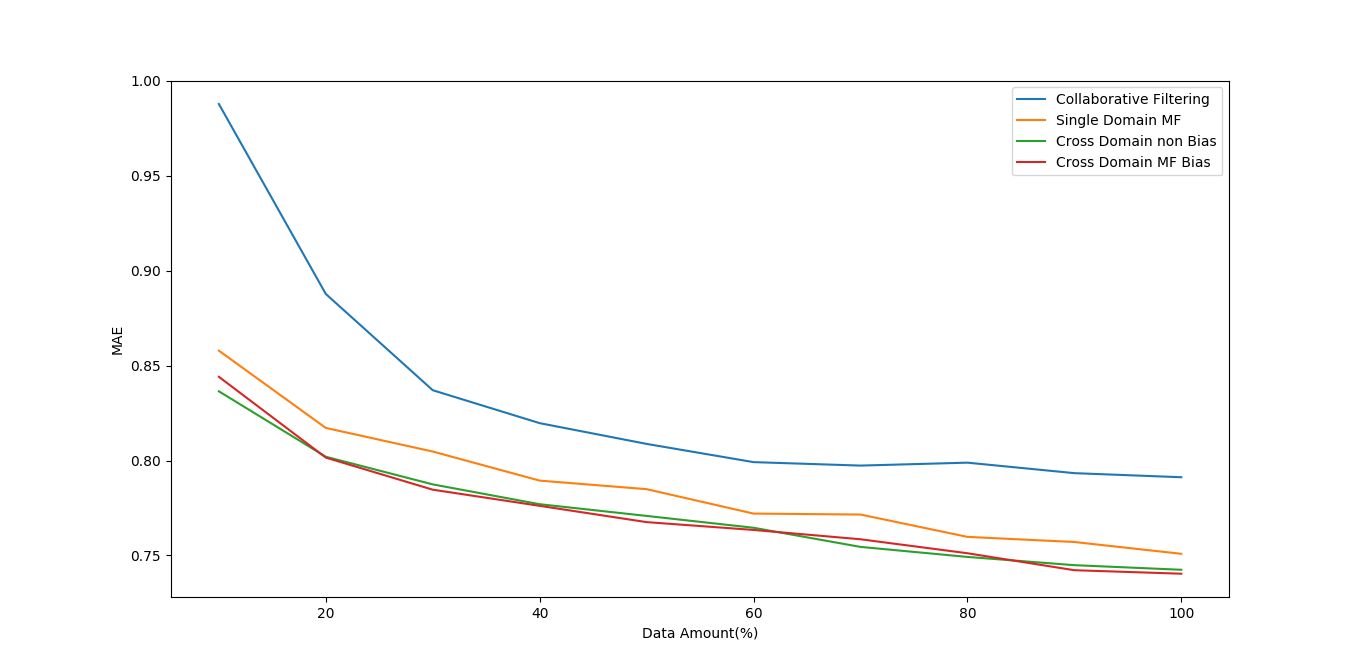 1.00
0.95
0.90
0.85
0.80
0.75
MAE
20
40
60
80
100
Data Amount(%)
Collaborative Filtering
Single Domain MF
Cross Domain non Bias
Cross Domain MF Bias